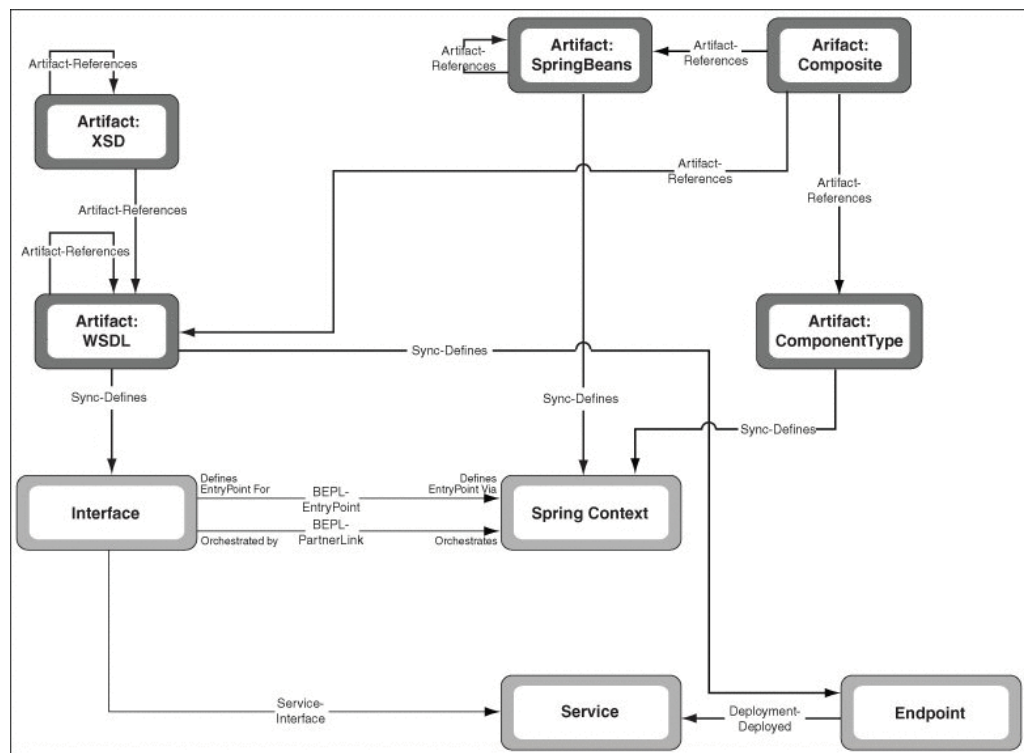 Artifact-References
Artifact:
XSD
Artifact-
References
Artifact:
SpringBeans
Artifact-
References
Arifact:
Composite
Artifact-
References
Artifact-
References
Artifact-References
Artifact-References
Artifact:
WSDL
Artifact:
ComponentType
Sync-Defines
Sync-Defines
Sync-Defines
Sync-Defines
Interface
Defines
EntryPoint For
BEPL-
EntryPoint
Defines
EntryPoint Via
Orchestrated by
BEPL-
PartnerLink
Orchestrates
Spring Context
Service-
Interface
Service
Deployment-
Deployed
Endpoint